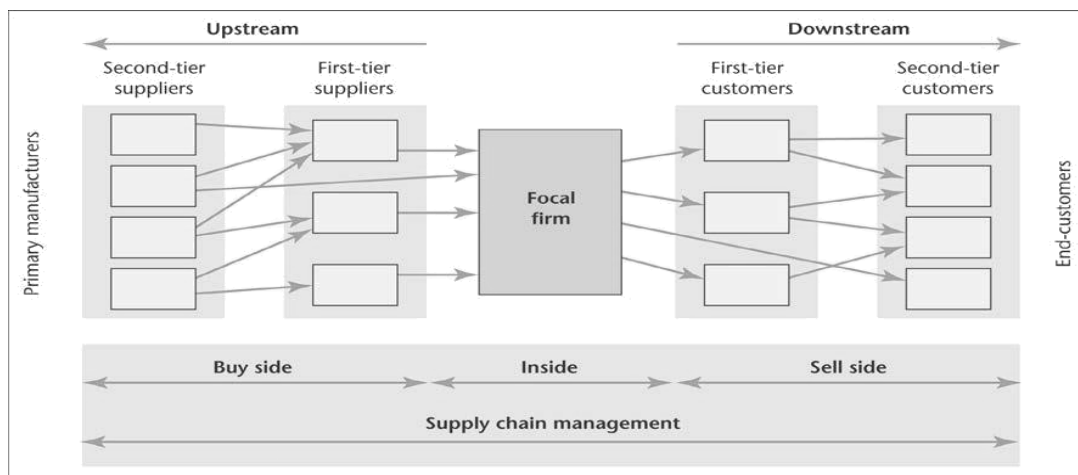 Upstream
Downstream
Second-tier
suppliers
First-tier
suppliers
First-tier
customers
Second-tier
customers
Primary manufacturers
Focal
firm
End-customers
Buy side
Inside
Sell side
Supply chain management